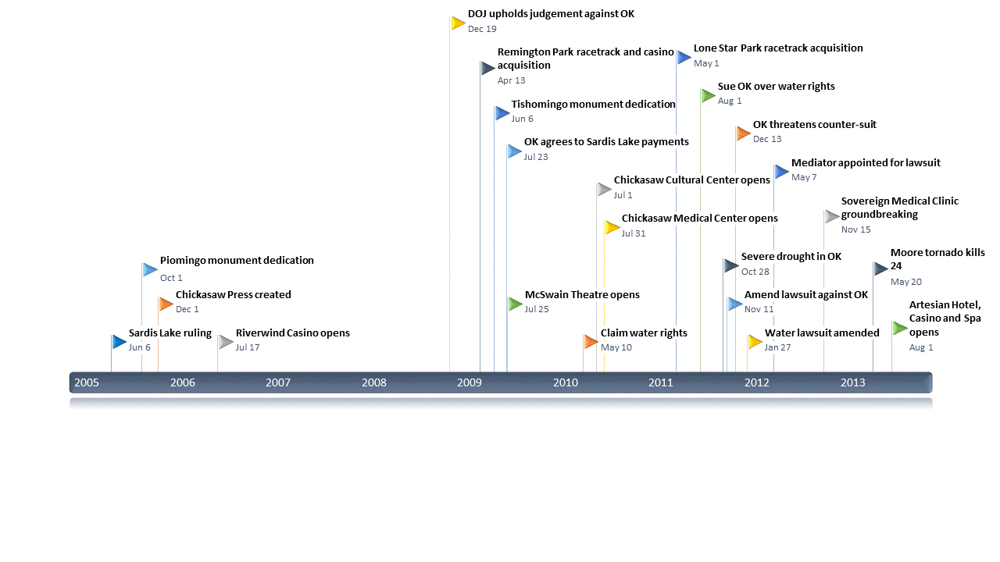 DOJ upholds judgement against OK
Dec 19
Remington Park racetrack and casino
acquisition
Apr 13
Lone Star Park racetrack acquisition
May 1
Sue OK over water rights
Aug 1
Tishomingo monument dedication
Jun 6
OK threatens counter-suit
Dec 13
OK agrees to Sardis Lake payments
Jul 23
Mediator appointed for lawsuit
May 7
Chickasaw Cultural Center opens
Jul 1
Sovereign Medical Clinic
groundbreaking
Nov 15
Chickasaw Medical Center opens
Jul 31
Piomingo monument dedication
Oct 1
Severe drought in OK
Oct 28
Moore tornado kills
24
May 20
Chickasaw Press created
Dec 1
McSwain Theatre opens
Jul 25
Amend lawsuit against OK
Nov 11
Artesian Hotel,
Casino and Spa
opens
Aug 1
Sardis Lake ruling
Jun 6
Riverwind Casino opens
Jul 17
Claim water rights
May 10
Water lawsuit amended
Jan 27
2005 2006 2007 2008 2009 2010 2011 2012 2013